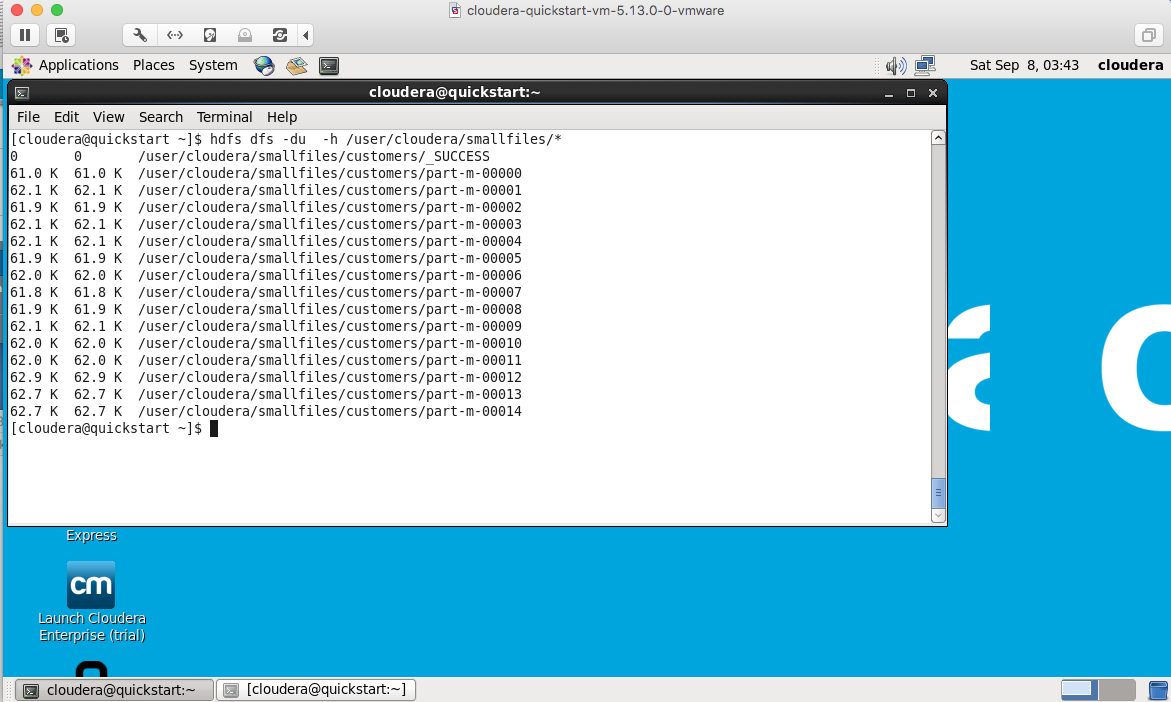 cloudera-quickstart-vm-5.13.0-0-vmware
Applications Places System Sat Sep 8, 03:43 cloudera
cloudera@quickstart:~
File Edit View Search Terminal Help
[cloudera@quickstart ~]$ hdfs dfs -du  -h /user/cloudera/smallfiles/*
0       0       /user/cloudera/smallfiles/customers/_SUCCESS
61.0 K  61.0 K  /user/cloudera/smallfiles/customers/part-m-00000
62.1 K  62.1 K  /user/cloudera/smallfiles/customers/part-m-00001
61.9 K  61.9 K  /user/cloudera/smallfiles/customers/part-m-00002
62.1 K  62.1 K  /user/cloudera/smallfiles/customers/part-m-00003
62.1 K  62.1 K  /user/cloudera/smallfiles/customers/part-m-00004
61.9 K  61.9 K  /user/cloudera/smallfiles/customers/part-m-00005
62.0 K  62.0 K  /user/cloudera/smallfiles/customers/part-m-00006
61.8 K  61.8 K  /user/cloudera/smallfiles/customers/part-m-00007
61.9 K  61.9 K  /user/cloudera/smallfiles/customers/part-m-00008
62.1 K  62.1 K  /user/cloudera/smallfiles/customers/part-m-00009
62.0 K  62.0 K  /user/cloudera/smallfiles/customers/part-m-00010
62.0 K  62.0 K  /user/cloudera/smallfiles/customers/part-m-00011
62.9 K  62.9 K  /user/cloudera/smallfiles/customers/part-m-00012
62.7 K  62.7 K  /user/cloudera/smallfiles/customers/part-m-00013
62.7 K  62.7 K  /user/cloudera/smallfiles/customers/part-m-00014
[cloudera@quickstart ~]$
Express
cm
Launch Cloudera
Enterprise (trial)
cloudera@quickstart:~ [cloudera@quickstart:~]